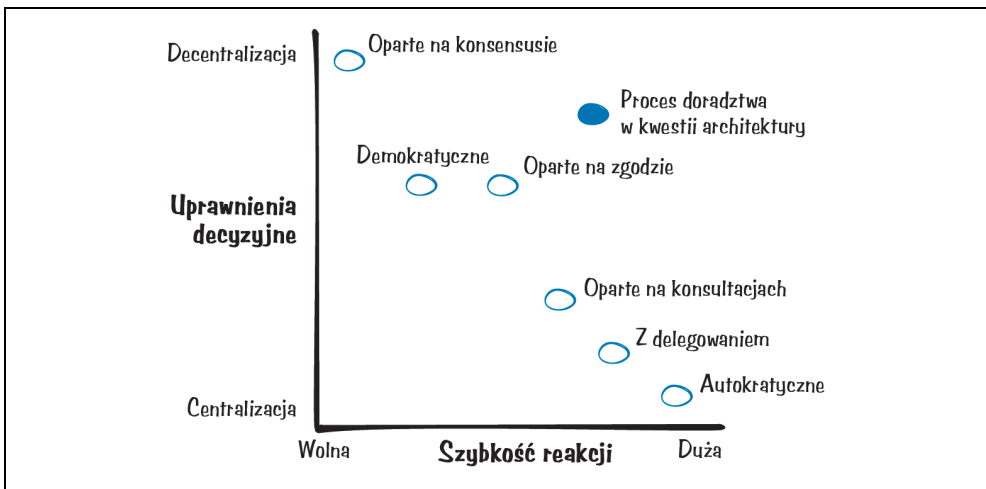 Decentralizacja
Oparte na konsensusie
Proces doradztwa
w kwestii architektury
Demokratyczne
Oparte na zgodzie
Uprawnienia
decyzyjne
Oparte na konsultacjach
Z delegowaniem
Autokratyczne
Centralizacja
Wolna
Szybkość reakcji
Duża